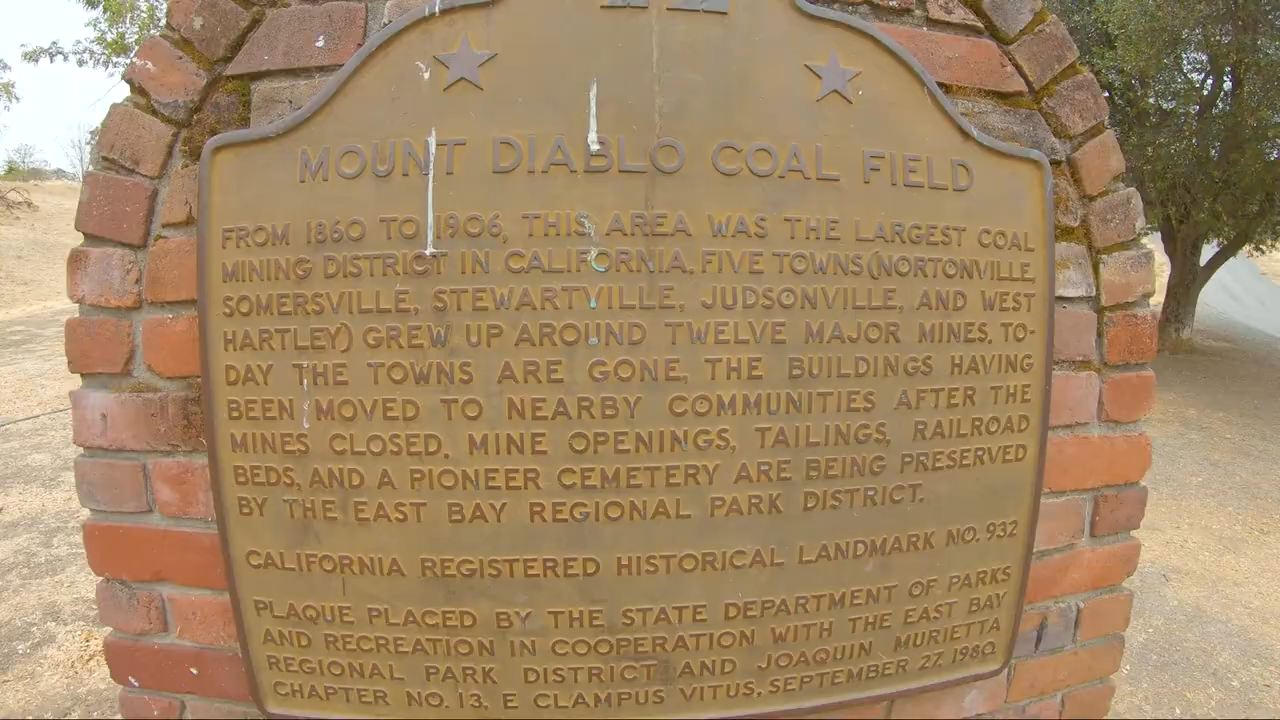 MOUNT DIABLO COAL FIELD
FROM 1860 TO 1906, THIS AREA WAS THE LARGEST COAL
MINING DISTRICT IN CALIFORNIA. FIVE TOWNS (NORTONVILLE,
SOMERSVILLE, STEWARTVILLE, JUDSONVILLE, AND WEST
HARTLEY) GREW UP AROUND TWELVE MAJOR MINES. TO-
DAY THE TOWNS ARE GONE, THE BUILDINGS HAVING
BEEN MOVED TO NEARBY COMMUNITIES AFTER THE
MINES CLOSED. MINE OPENINGS, TAILINGS, RAILROAD
BEDS, AND A PIONEER CEMETERY ARE BEING PRESERVED
BY THE EAST BAY REGIONAL PARK DISTRICT.
CALIFORNIA REGISTERED HISTORICAL LANDMARK NO. 932
PLAQUE PLACED BY THE STATE DEPARTMENT OF PARKS
AND RECREATION IN COOPERATION WITH THE EAST BAY
REGIONAL PARK DISTRICT AND JOAQUIN MURIETTA
CHAPTER NO. 13, E CLAMPUS VITUS, SEPTEMBER 27, 1980.